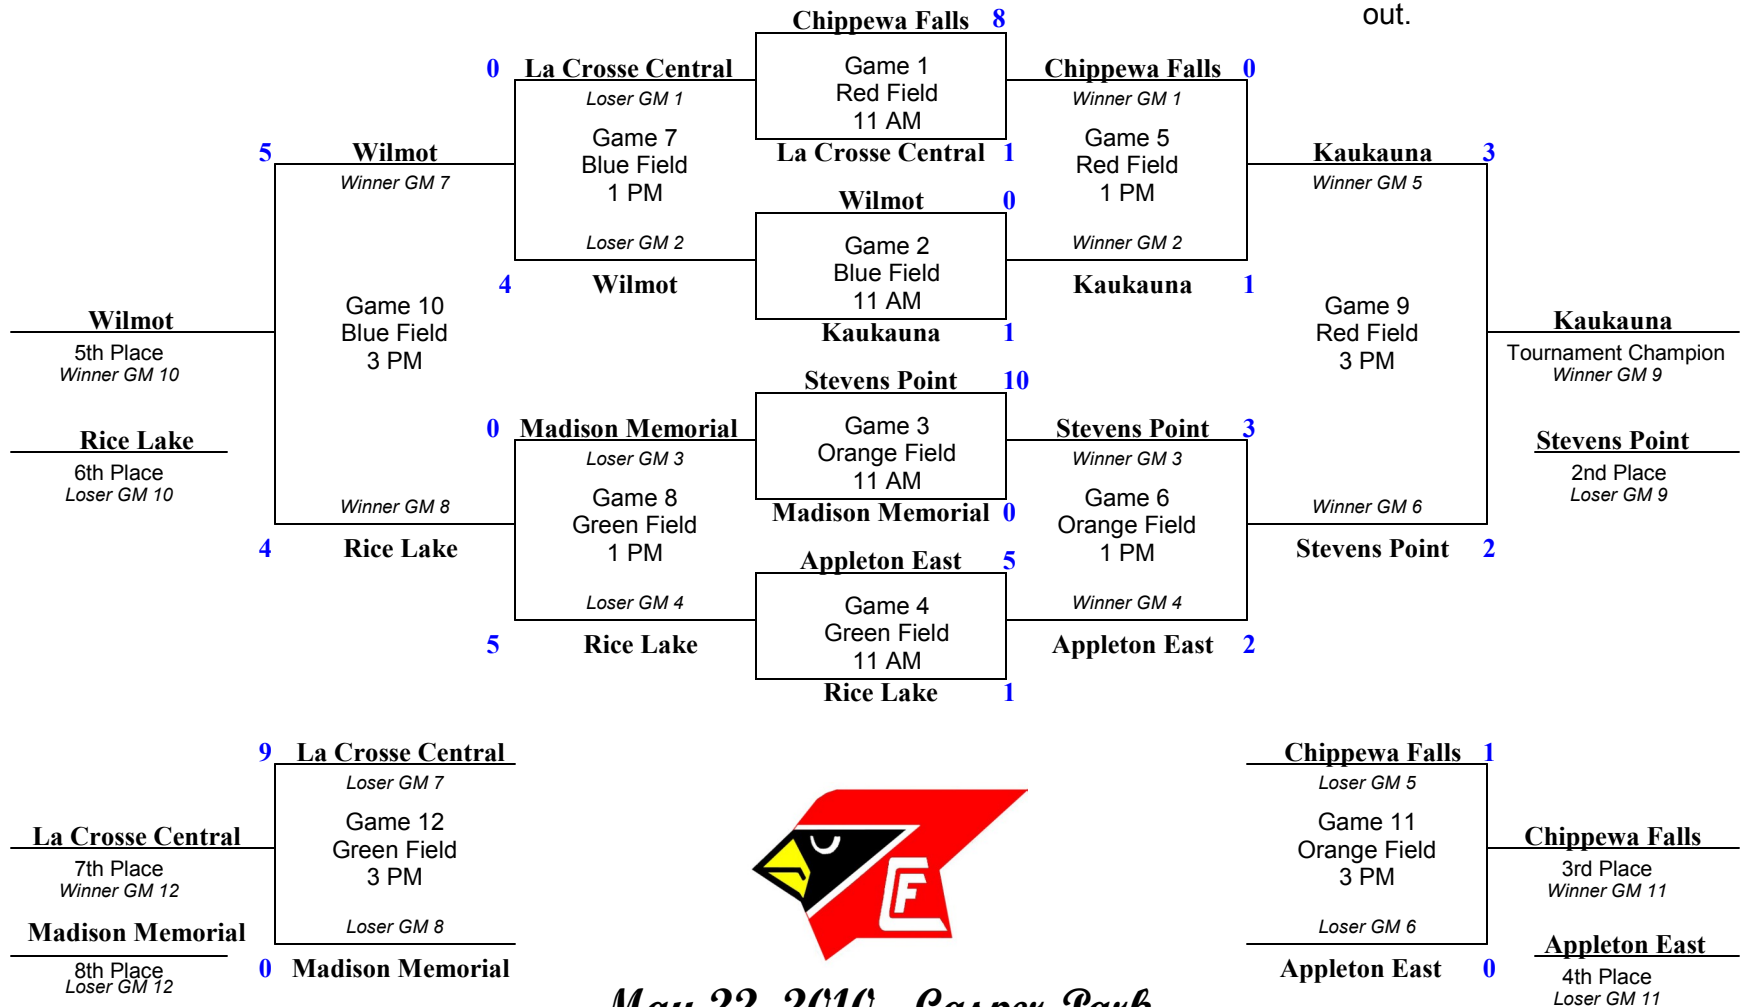 out.
Chippewa Falls 8
0 La Crosse Central
Game 1
Chippewa Falls 0
Loser GM 1
Red Field
Winner GM 1
11 AM
Game 7
Game 5
5 Wilmot
Blue Field
La Crosse Central 1
Red Field
Kaukauna 3
Winner GM 7
1 PM
Wilmot 0
1 PM
Winner GM 5
Loser GM 2
Game 2
Winner GM 2
Blue Field
4 Wilmot
11 AM
Kaukauna 1
Game 10
Game 9
Wilmot
Blue Field
Kaukauna 1
Red Field
Kaukauna
5th Place
3 PM
3 PM
Tournament Champion
Winner GM 10
Stevens Point 10
Winner GM 9
Rice Lake
0 Madison Memorial
Game 3
Stevens Point 3
Stevens Point
Loser GM 3
Orange Field
Winner GM 3
6th Place
11 AM
2nd Place
Loser GM 10
Game 8
Game 6
Loser GM 9
Winner GM 8
Green Field
Madison Memorial 0
Orange Field
Winner GM 6
4 Rice Lake
1 PM
Appleton East 5
1 PM
Stevens Point 2
Loser GM 4
Game 4
Winner GM 4
Green Field
5 Rice Lake
11 AM
Appleton East 2
Rice Lake 1
9 La Crosse Central
Chippewa Falls 1
Loser GM 7
Loser GM 5
Game 12
Game 11
La Crosse Central
Green Field
Orange Field
Chippewa Falls
7th Place
3 PM
3 PM
3rd Place
Winner GM 12
CF
Winner GM 11
Madison Memorial
Loser GM 8
Loser GM 6
Appleton East
8th Place
0 Madison Memorial
Appleton East 0
4th Place
Loser GM 12
Loser GM 11
May 22, 2010 - Casper Park